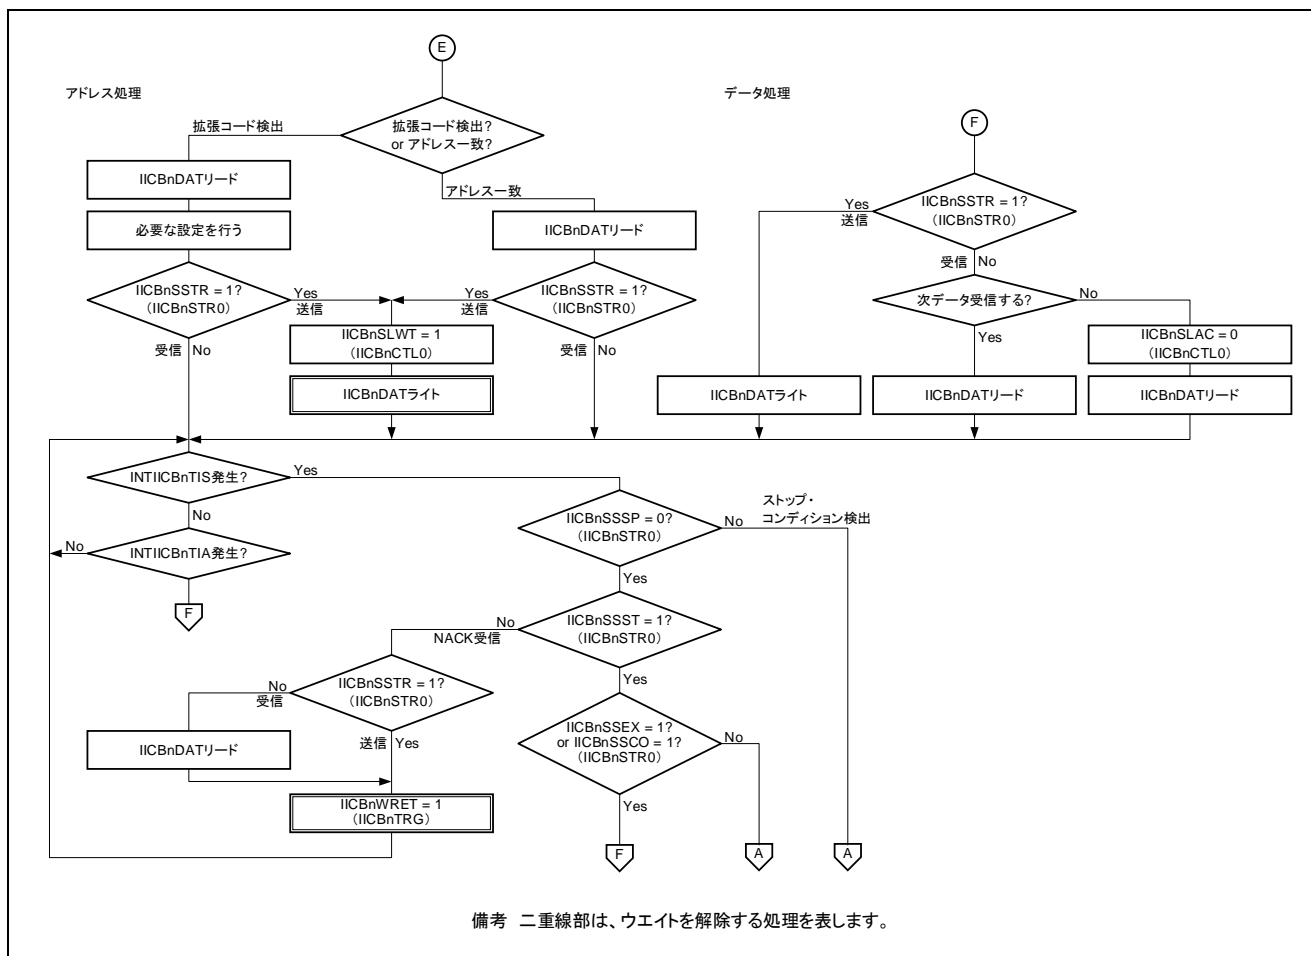 E
アドレス処理
データ処理
拡張コード検出
拡張コード検出?
or アドレス一致?
F
IICBnDATリード
アドレス一致
IICBnSSTR = 1?
(IICBnSTR0)
Yes
送信
必要な設定を行う
IICBnDATリード
受信
No
IICBnSSTR = 1?
(IICBnSTR0)
Yes
送信
Yes
送信
IICBnSSTR = 1?
(IICBnSTR0)
次データ受信する?
No
受信
No
IICBnSLWT = 1
(IICBnCTL0)
受信
No
Yes
IICBnSLAC = 0
(IICBnCTL0)
IICBnDATライト
IICBnDATライト
IICBnDATリード
IICBnDATリード
INTIICBnTIS発生?
Yes
No
ストップ・
コンディション検出
IICBnSSSP = 0?
(IICBnSTR0)
No
No
INTIICBnTIA発生?
Yes
F
No
NACK受信
IICBnSSST = 1?
(IICBnSTR0)
No
受信
IICBnSSTR = 1?
(IICBnSTR0)
Yes
IICBnDATリード
送信
Yes
IICBnSSEX = 1?
or IICBnSSCO = 1?
(IICBnSTR0)
No
IICBnWRET = 1
(IICBnTRG)
Yes
F
A
A
備考 二重線部は、ウエイトを解除する処理を表します。